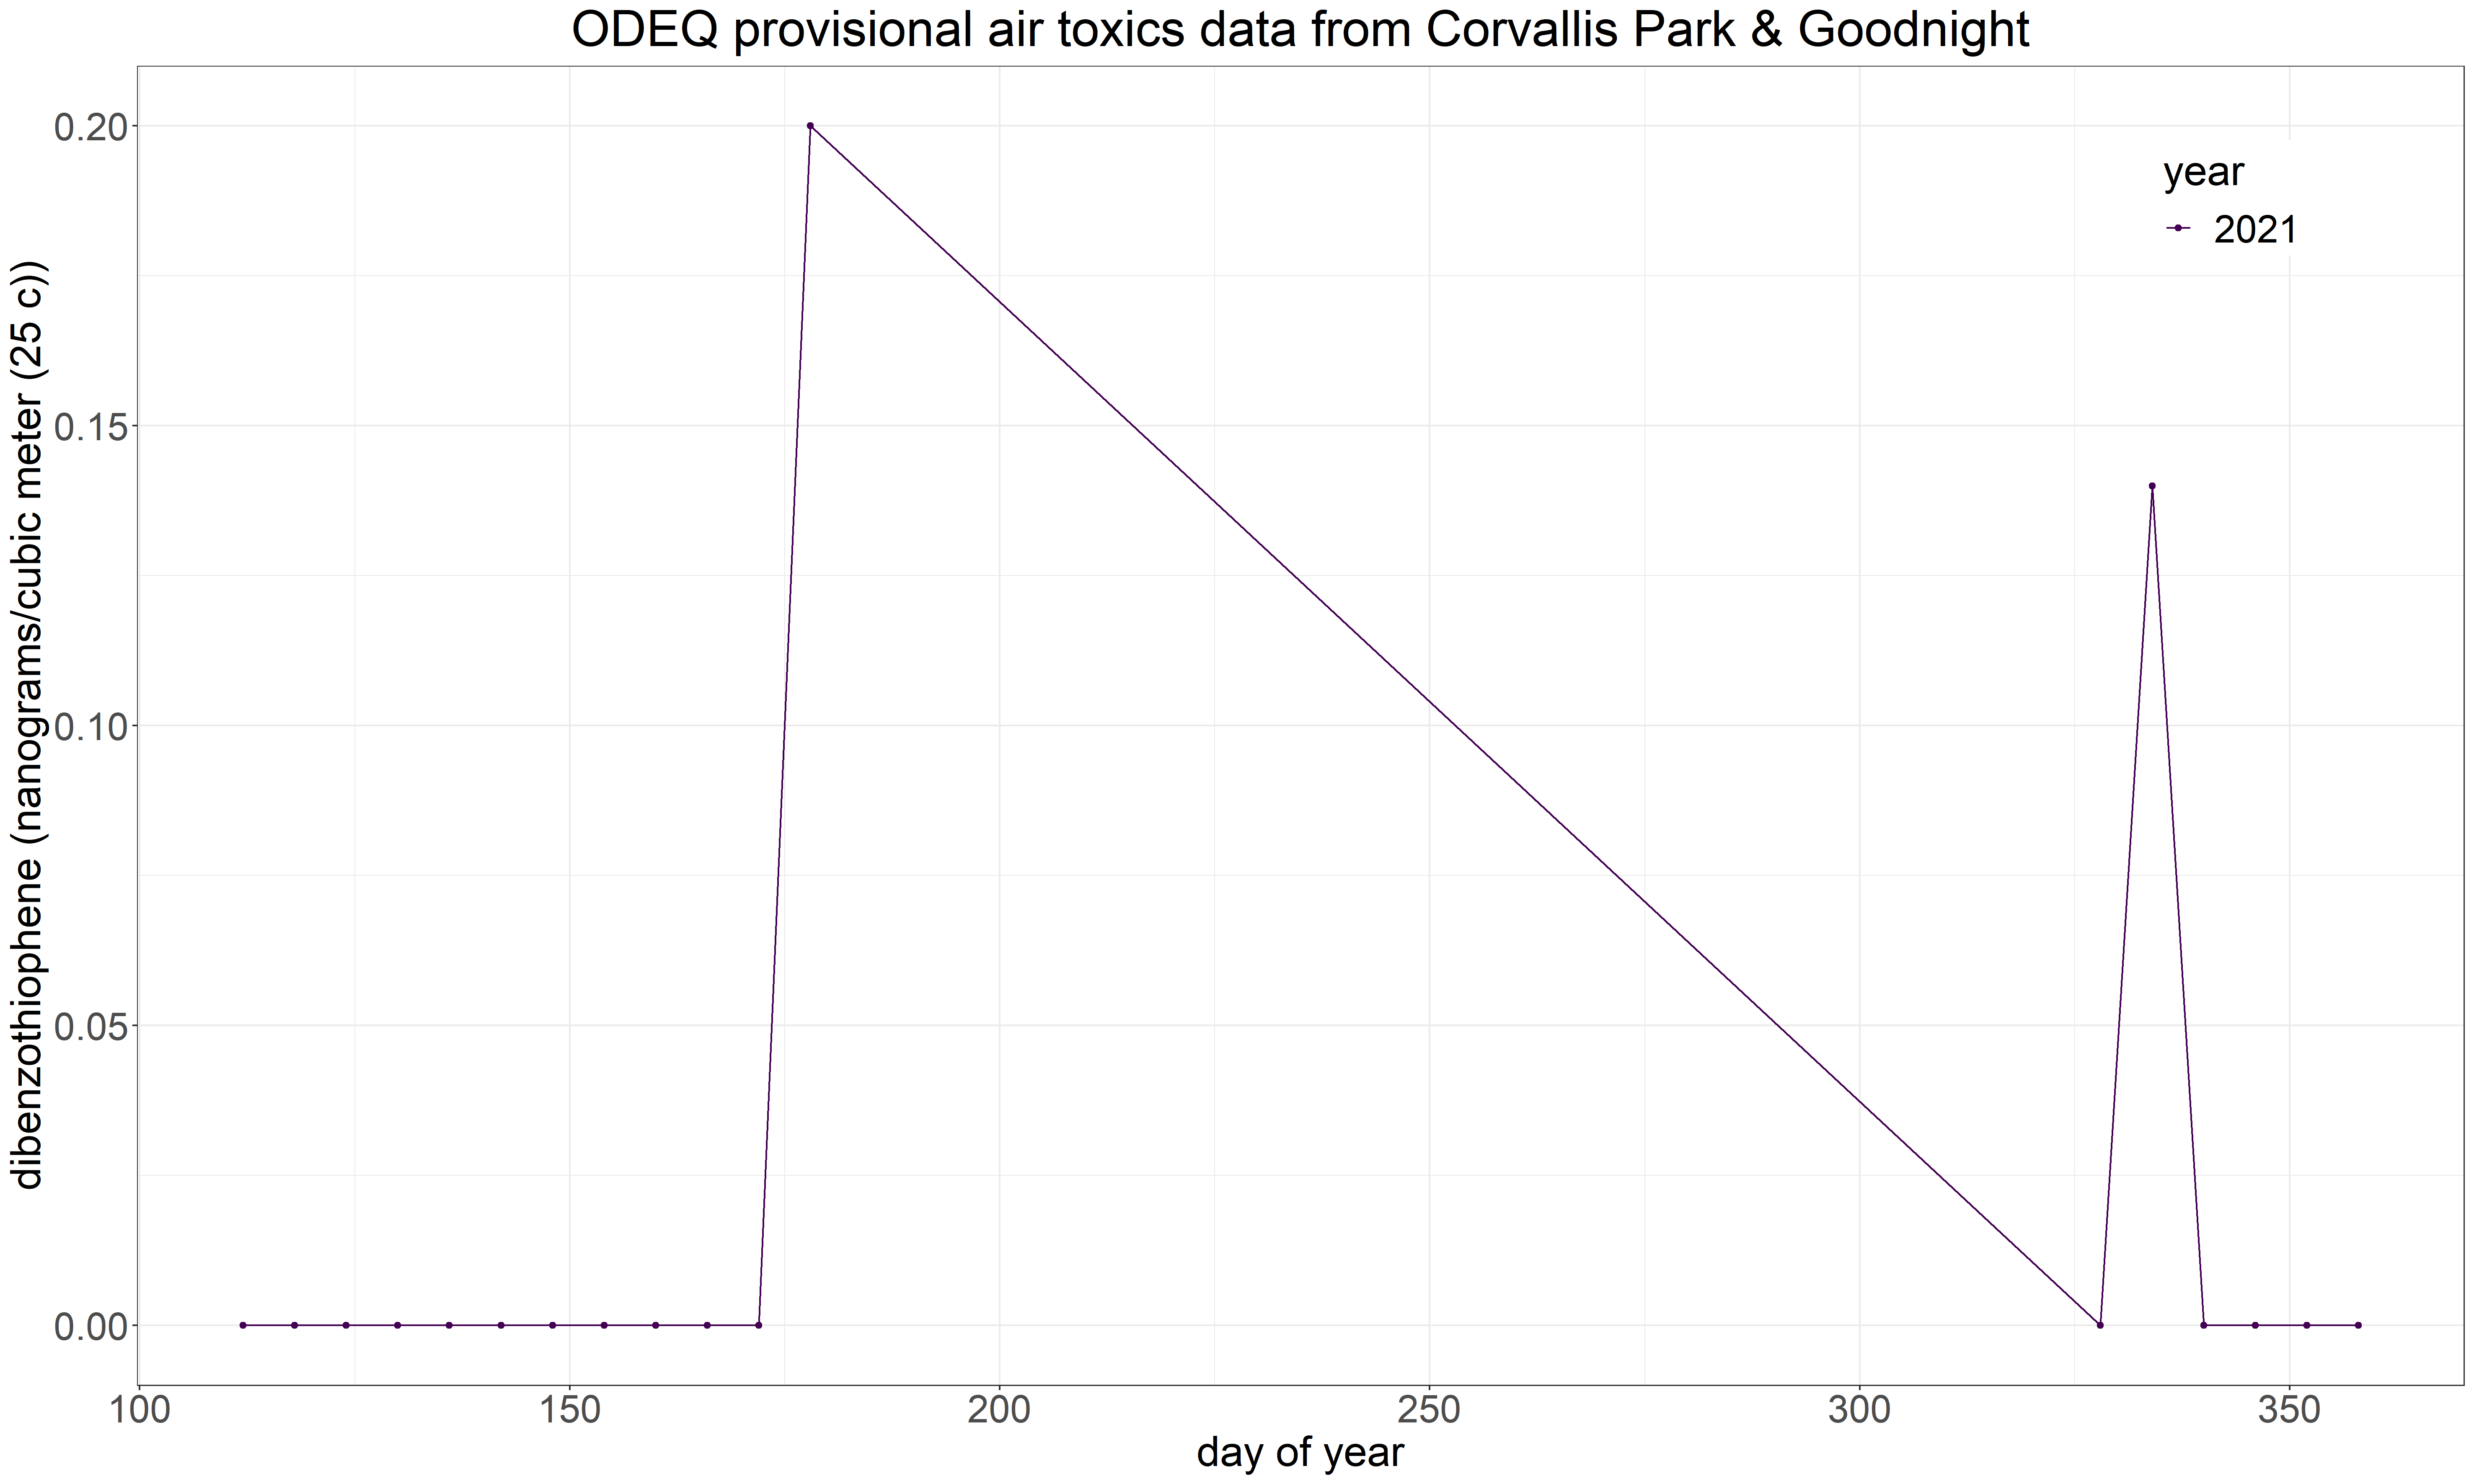 ODEQ provisional air toxics data from Corvallis Park & Goodnight
dibenzothiophene (nanograms/cubic meter (25 c))
0.20
0.15
0.10
0.05
0.00
year
2021
100 150 200 250 300 350
day of year